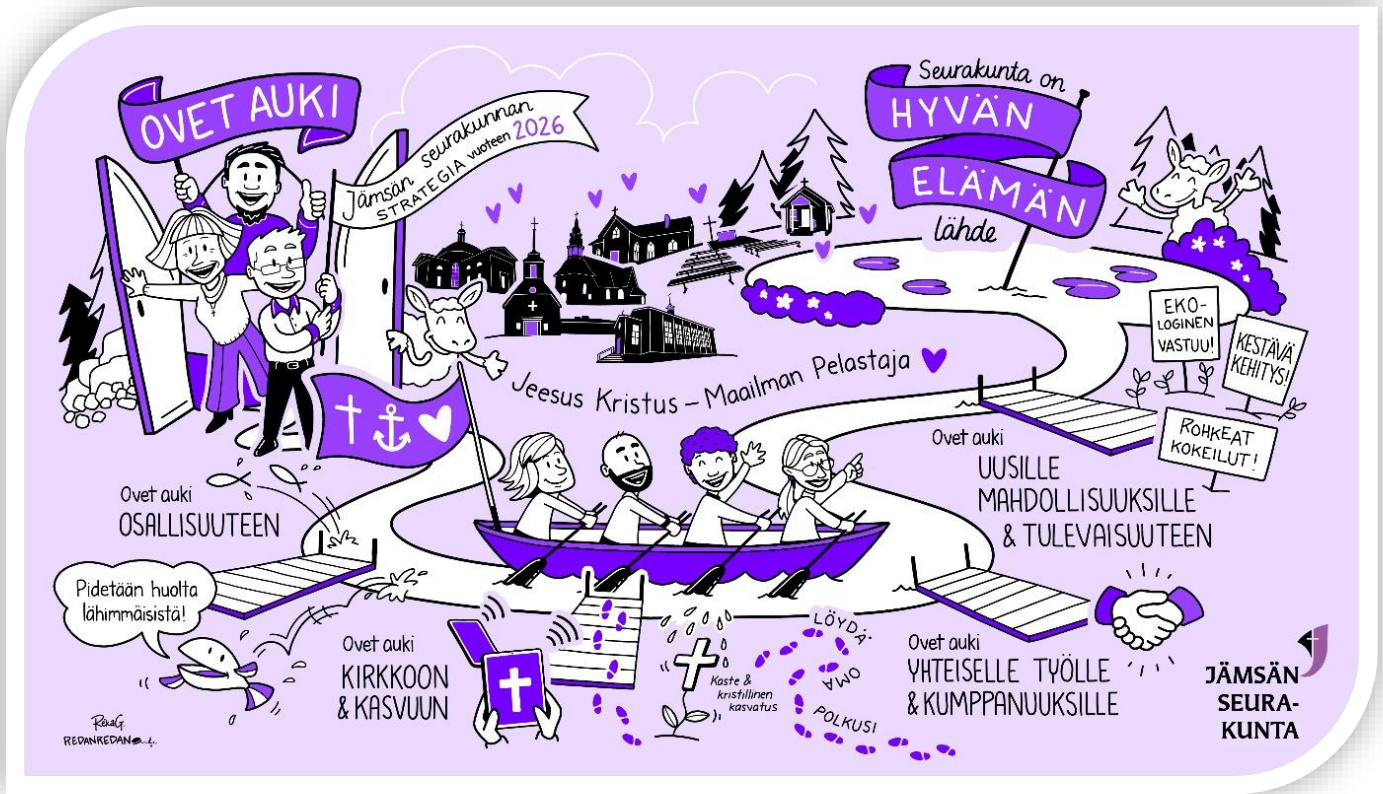 OVET AUKI
Jämsän seurakunnan
STRATEGIA vuoteen 2026
Seurakunta on
HYVÄN
ELÄMÄN
lähde
EKO-
LOGINEN
VASTUU!
KESTÄVÄ
KEHITYS!
ROHKEAT
KOKEILUT!
Jeesus Kristus – Maailman Pelastaja
Ovet auki
OSALLISUUTEEN
Ovet auki
UUSILLE
MAHDOLLISUUKSILLE
& TULEVAISUUTEEN
Pidetään huolta
lähimmäisistä!
Ovet auki
KIRKKOON
& KASVUUN
Kaste &
kristillinen
kasvatus
LÖYDÄ
OMA
POLKUSI
Ovet auki
YHTEISELLE TYÖLLE
& KUMPPANUUKSILLE
JÄMSÄN
SEURA-
KUNTA
REDANREDAN